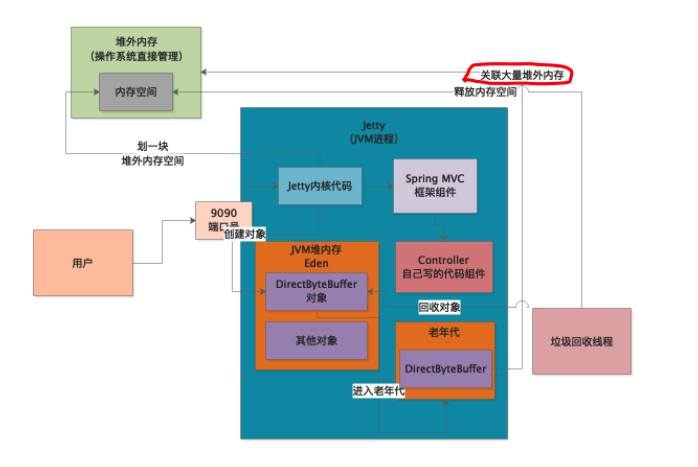 堆外内存
（操作系统直接管理）
内存空间
关联大量堆外内存
释放内存空间
划一块
堆外内存空间
Jetty
（JVM进程）
Jetty内核代码
Spring MVC
框架组件
9090
端口号
创建对象
用户
JVM堆内存
Eden
DirectByteBuffer
对象
其他对象
Controller
自己写的代码组件
回收对象
老年代
DirectByteBuffer
进入老年代
垃圾回收线程